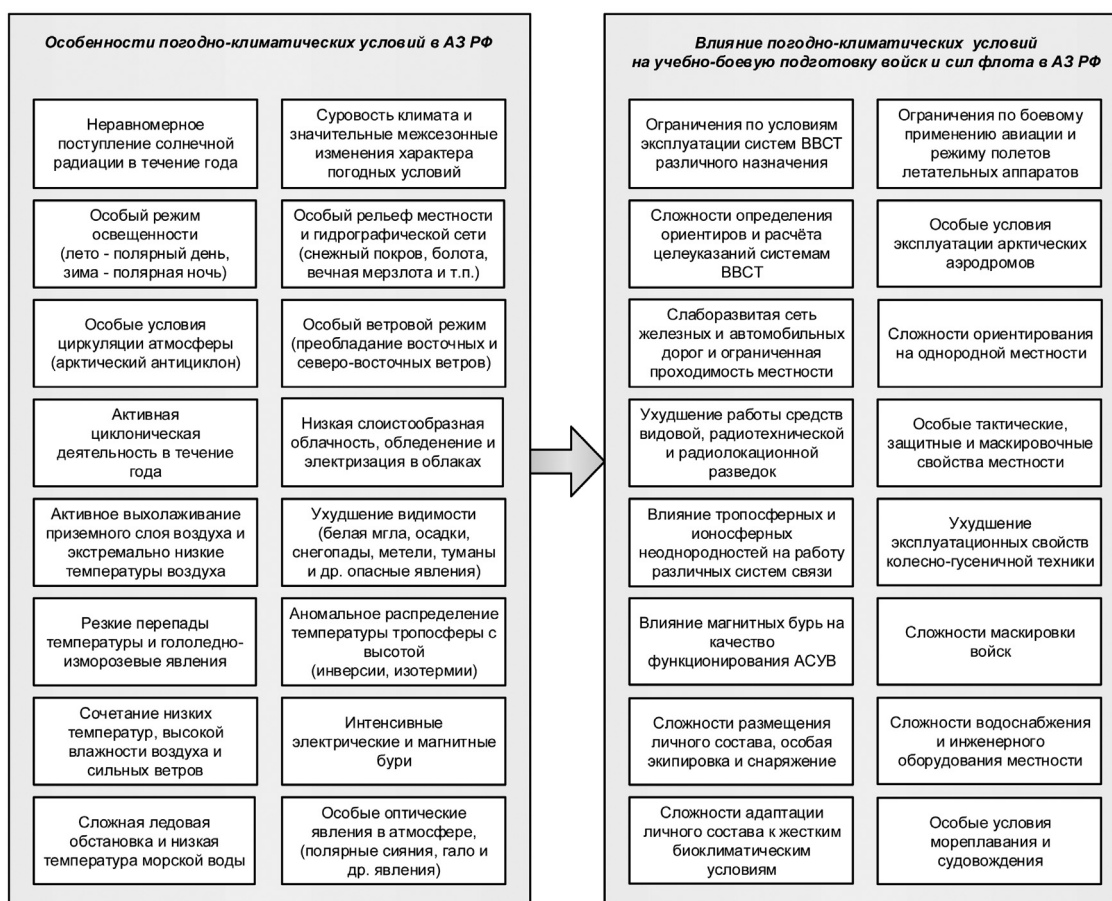 Особенности погодно-климатических условий в АЗ РФ
Неравномерное
поступление солнечной
радиации в течение года
Суровость климата и
значительные межсезонные
изменения характера
погодных условий
Особый режим
освещенности
(лето - полярный день,
зима - полярная ночь)
Особый рельеф местности
и гидрографической сети
(снежный покров, болота,
вечная мерзлота и т.п.)
Особые условия
циркуляции атмосферы
(арктический антициклон)
Особый ветровой режим
(преобладание восточных и
северо-восточных ветров)
Активная
циклоническая
деятельность в течение
года
Низкая слоистообразная
облачность, обледенение и
электризация в облаках
Активное выхолаживание
приземного слоя воздуха и
экстремально низкие
температуры воздуха
Ухудшение видимости
(белая мгла, осадки,
снегопады, метели, туманы
и др. опасные явления)
Резкие перепады
температуры и гололедно-
изморозевые явления
Аномальное распределение
температуры тропосферы с
высотой
(инверсии, изотермии)
Сочетание низких
температур, высокой
влажности воздуха и
сильных ветров
Интенсивные
электрические и магнитные
бури
Сложная ледовая
обстановка и низкая
температура морской воды
Особые оптические
явления в атмосфере,
(полярные сияния, гало и
др. явления)
Влияние погодно-климатических условий
на учебно-боевую подготовку войск и сил флота в АЗ РФ
Ограничения по условиям
эксплуатации систем ВВСТ
различного назначения
Ограничения по боевому
применению авиации и
режиму полетов
летательных аппаратов
Сложности определения
ориентиров и расчёта
целеуказаний системам
ВВСТ
Особые условия
эксплуатации арктических
аэродромов
Слаборазвитая сеть
железных и автомобильных
дорог и ограниченная
проходимость местности
Сложности ориентирования
на однородной местности
Ухудшение работы средств
видовой, радиотехнической
и радиолокационной
разведок
Особые тактические,
защитные и маскировочные
свойства местности
Влияние тропосферных и
ионосферных
неоднородностей на работу
различных систем связи
Ухудшение
эксплуатационных свойств
колесно-гусеничной техники
Влияние магнитных бурь на
качество
функционирования АСУВ
Сложности маскировки
войск
Сложности размещения
личного состава, особая
экипировка и снаряжение
Сложности водоснабжения
и инженерного
оборудования местности
Сложности адаптации
личного состава к жестким
биоклиматическим
условиям
Особые условия
мореплавания и
судовождения